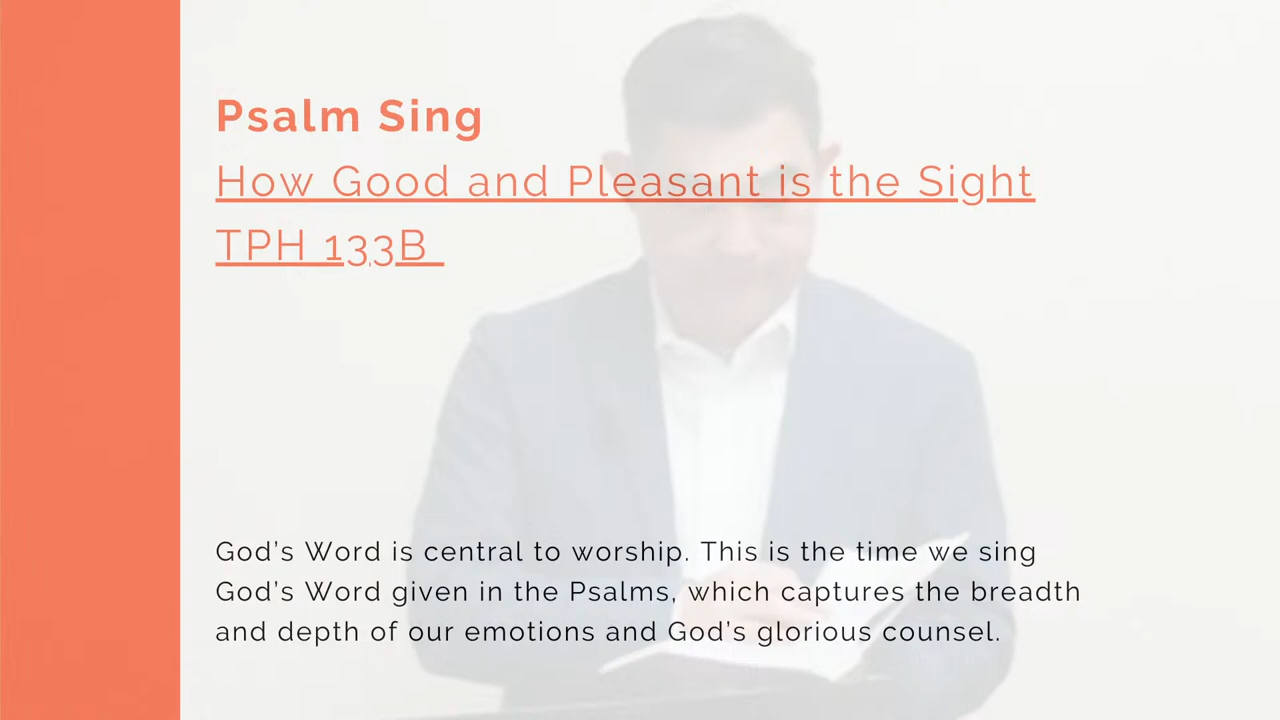 Psalm Sing
How Good and Pleasant is the Sight
TPH 133B
God’s Word is central to worship. This is the time we sing
God’s Word given in the Psalms, which captures the breadth
and depth of our emotions and God’s glorious counsel.